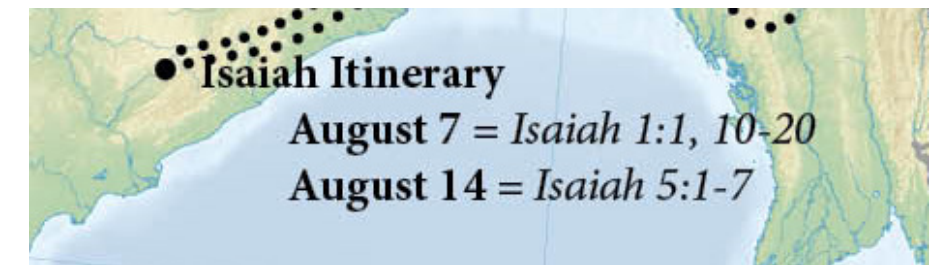 Isaiah Itinerary
August 7 = Isaiah 1:1, 10-20
August 14 = Isaiah 5:1-7